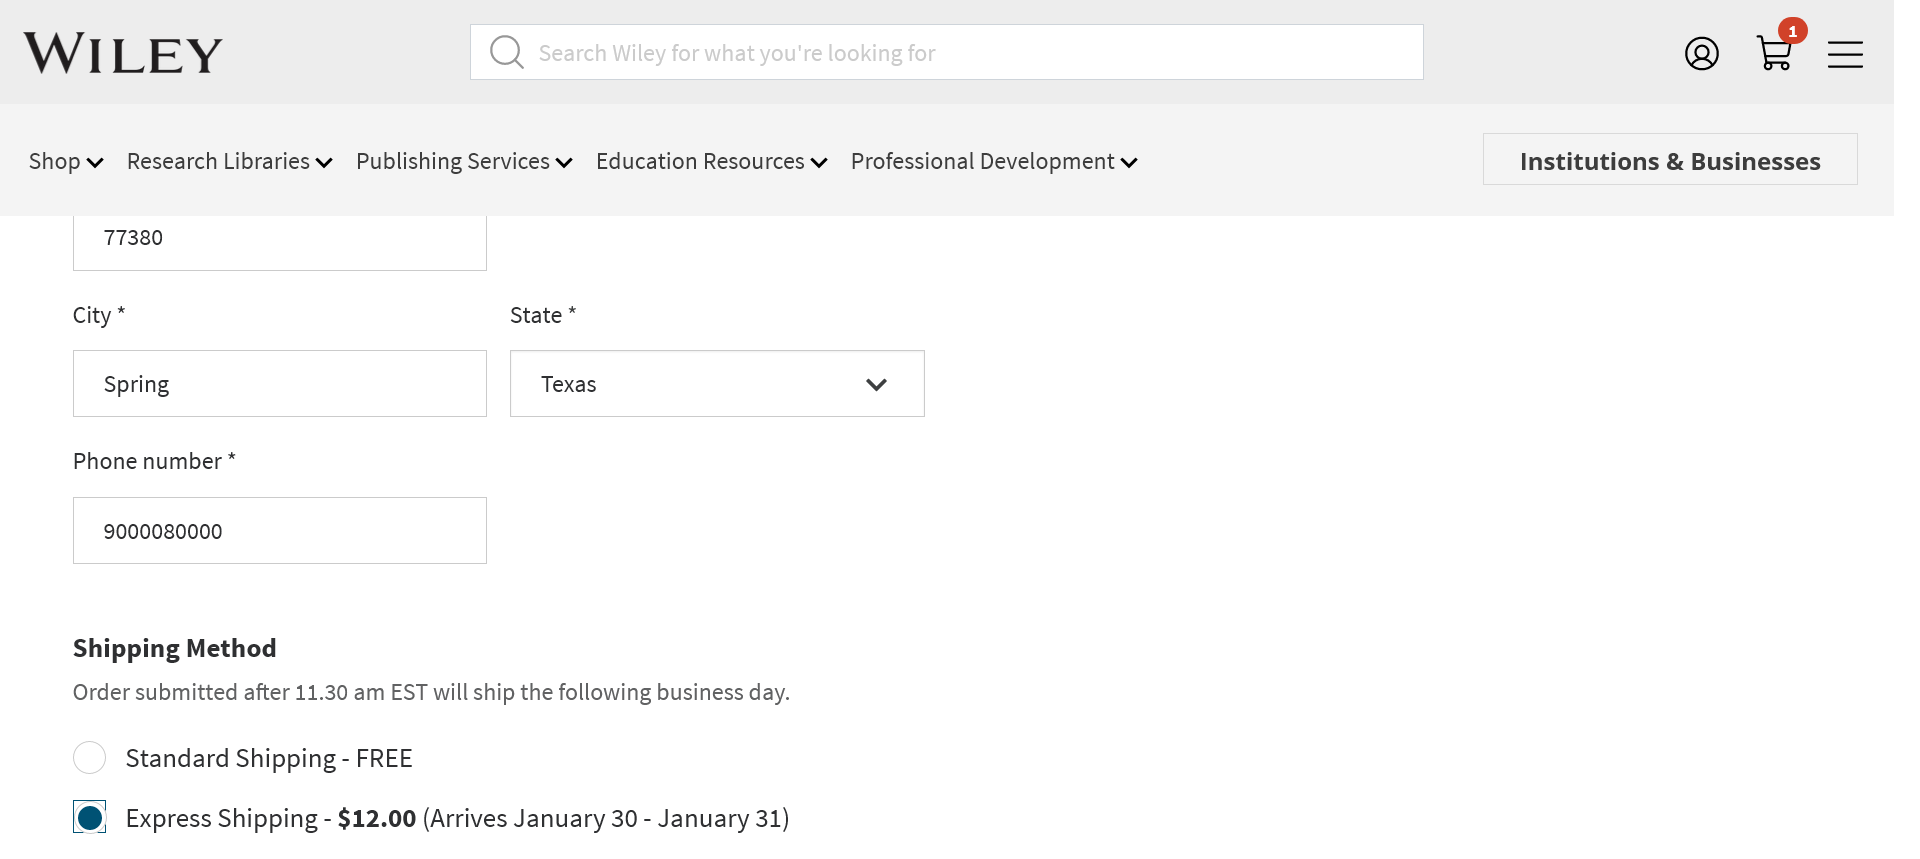 WILEY
Search Wiley for what you're looking for
1
Shop
Research Libraries
Publishing Services
Education Resources
Professional Development
Institutions & Businesses
77380
City *
State *
Spring
Texas
Phone number *
9000080000
Shipping Method
Order submitted after 11.30 am EST will ship the following business day.
Standard Shipping - FREE
Express Shipping - $12.00 (Arrives January 30 - January 31)